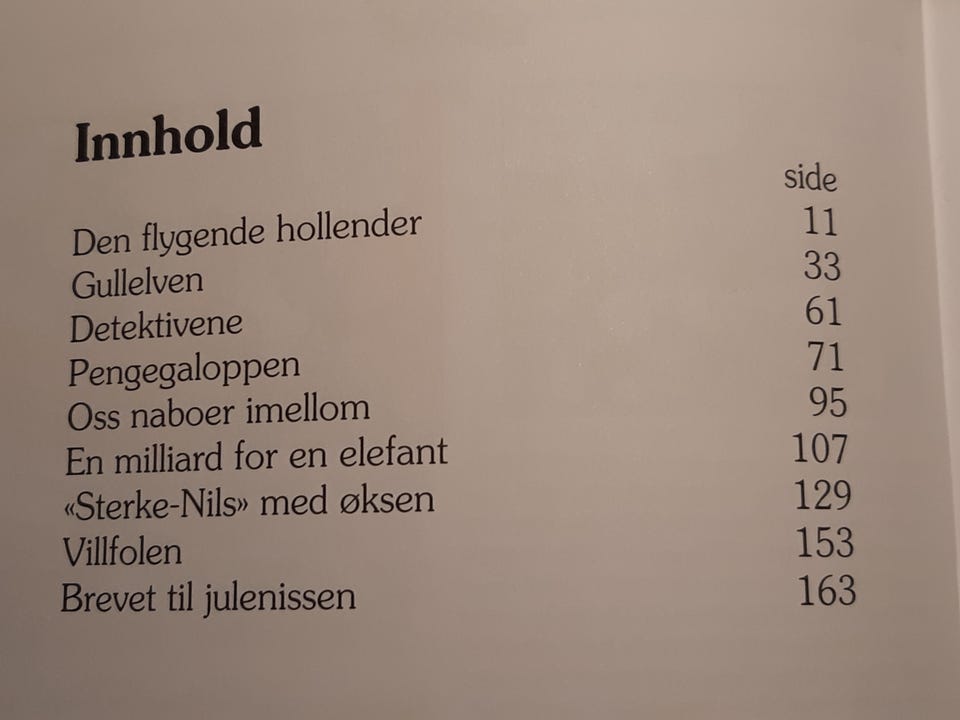 Innhold
side
Den flygende hollender 11
Gullelven 33
Detektivene 61
Pengegaloppen 71
Oss naboer imellom 95
En milliard for en elefant 107
«Sterke-Nils» med øksen 129
Villfolen 153
Brevet til julenissen 163